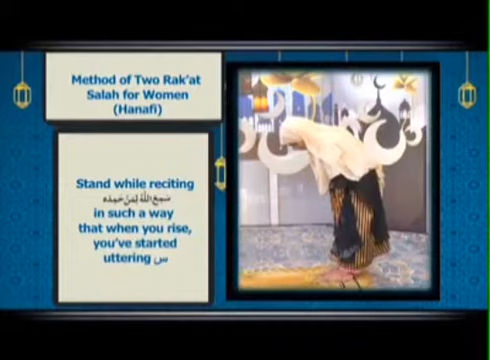 Method of Two Rak'at
Salah for Women
(Hanafi)
Stand while reciting
سَمِعَ اللّٰهُ لِمَنْ حَمِدَه
in such a way
that when you rise,
you've started
uttering س